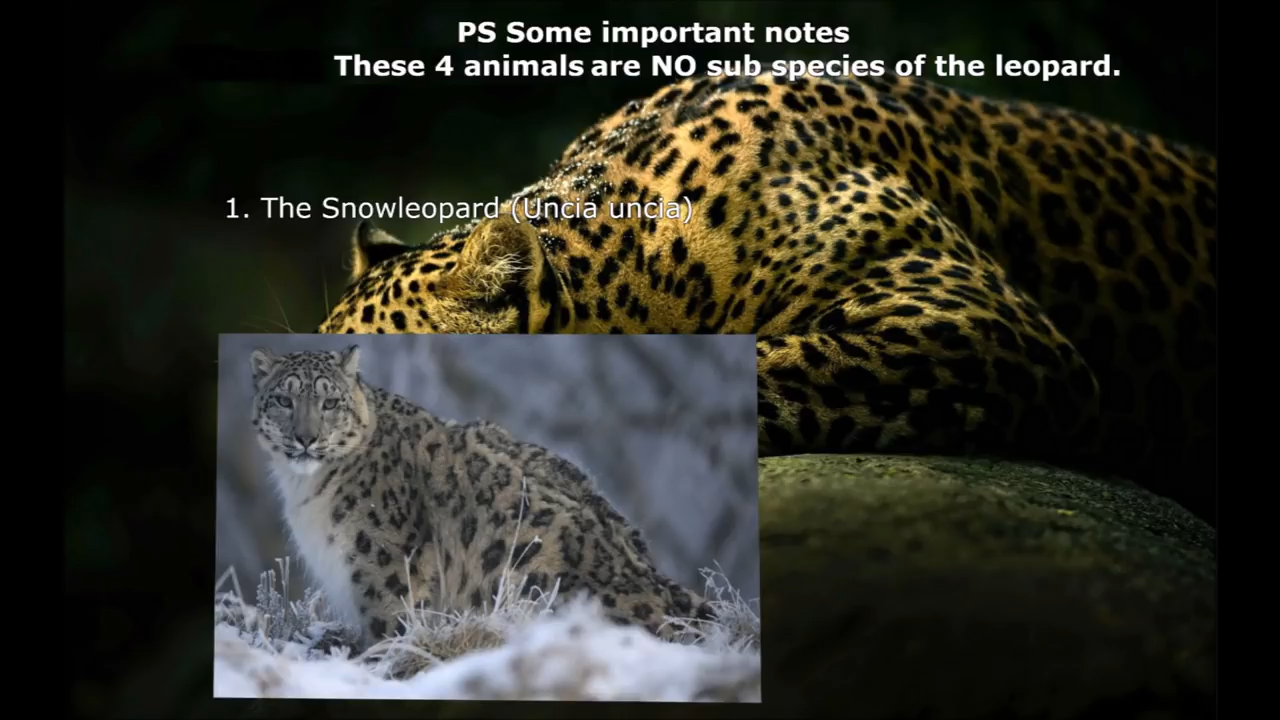 PS Some important notes
These 4 animals are NO sub species of the leopard.
1. The Snowleopard (Uncia uncia)